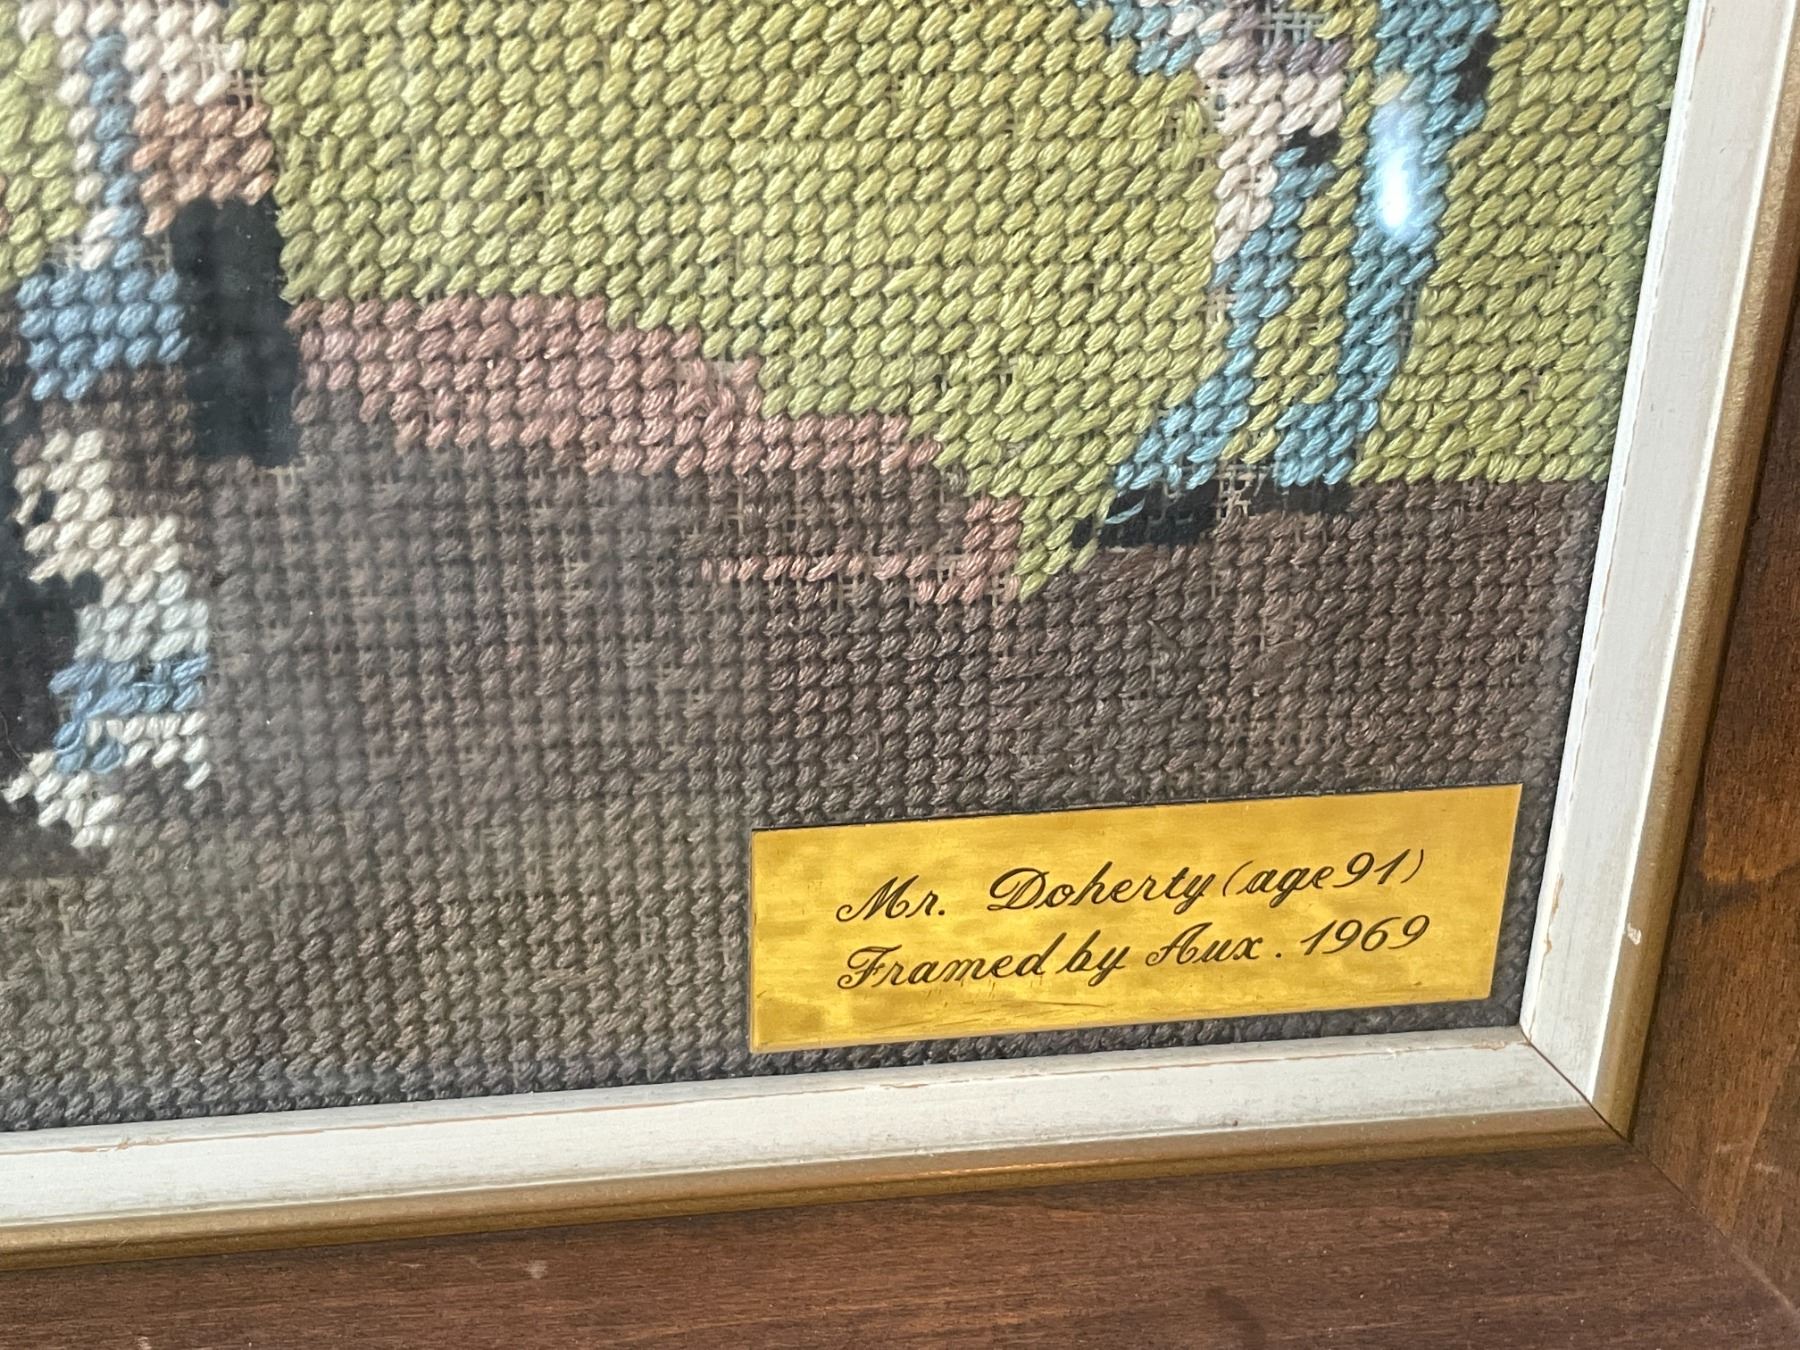 Mr. Doherty (age 91)
Framed by Aux. 1969